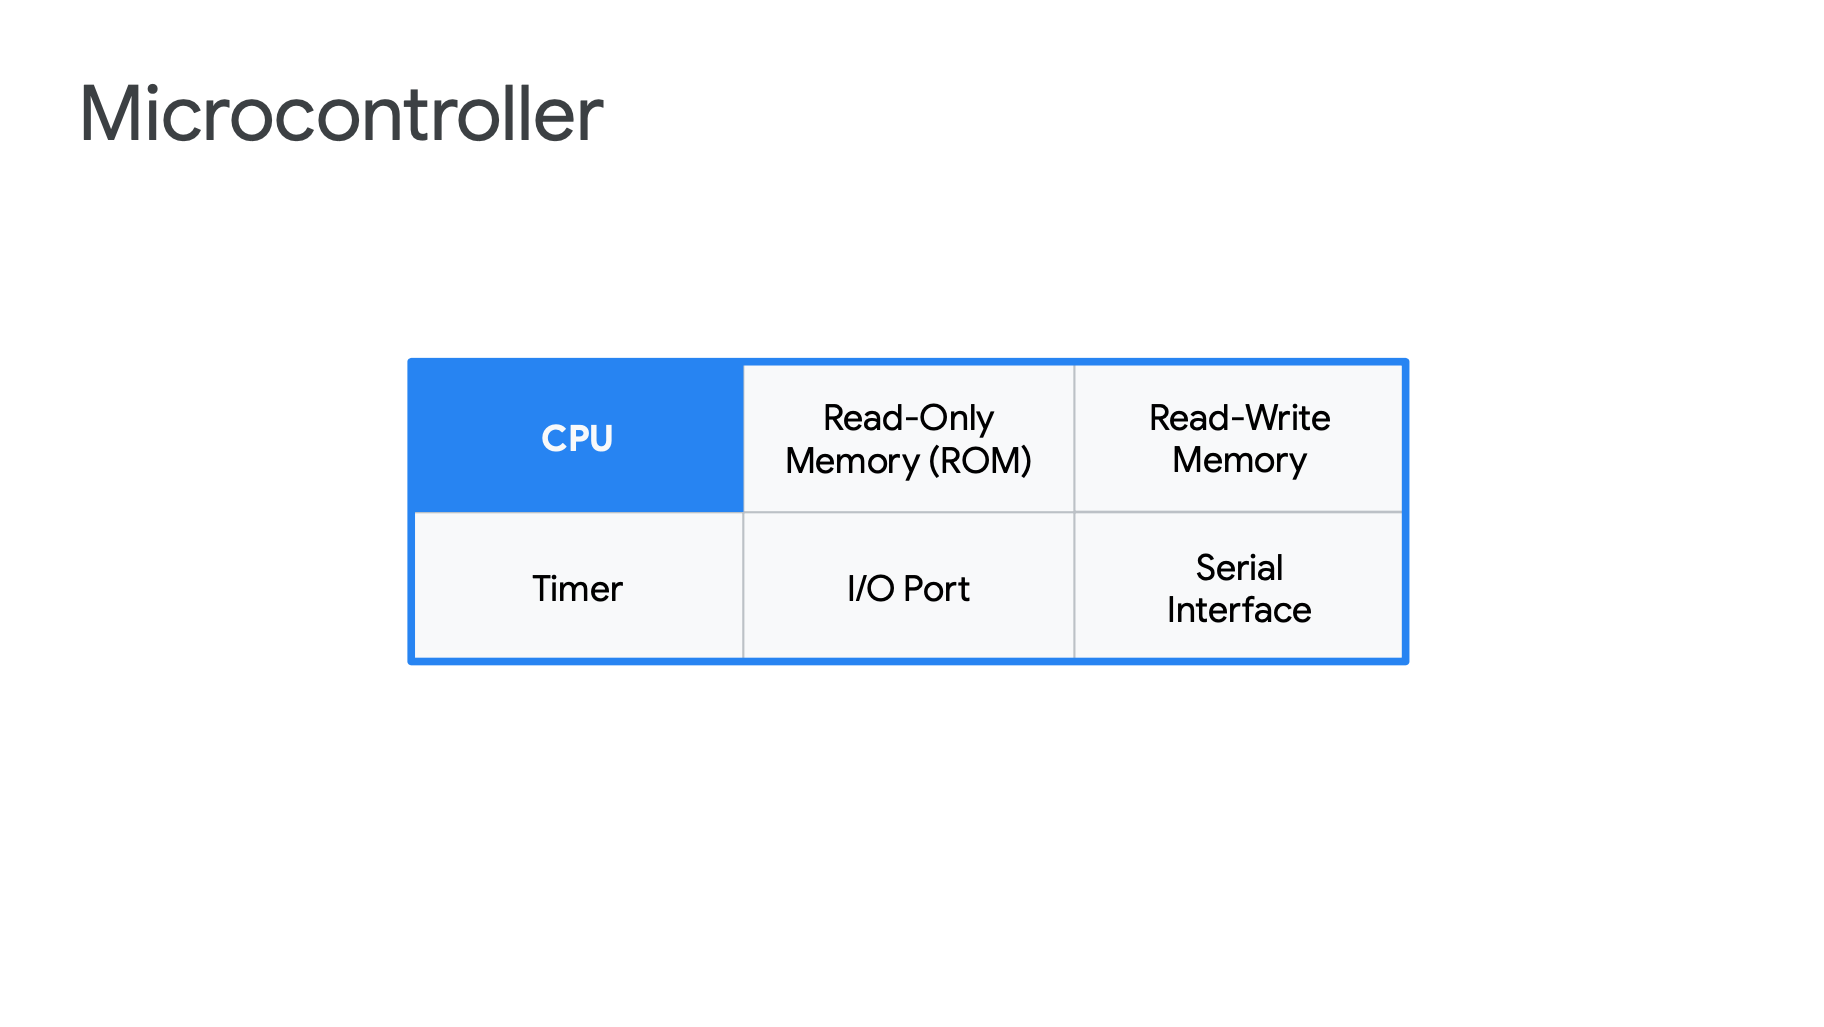 Microcontroller
CPU
Read-Only
Memory (ROM)
Read-Write
Memory
Timer
I/O Port
Serial
Interface